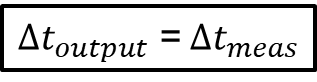 Δt_output = Δt_meas